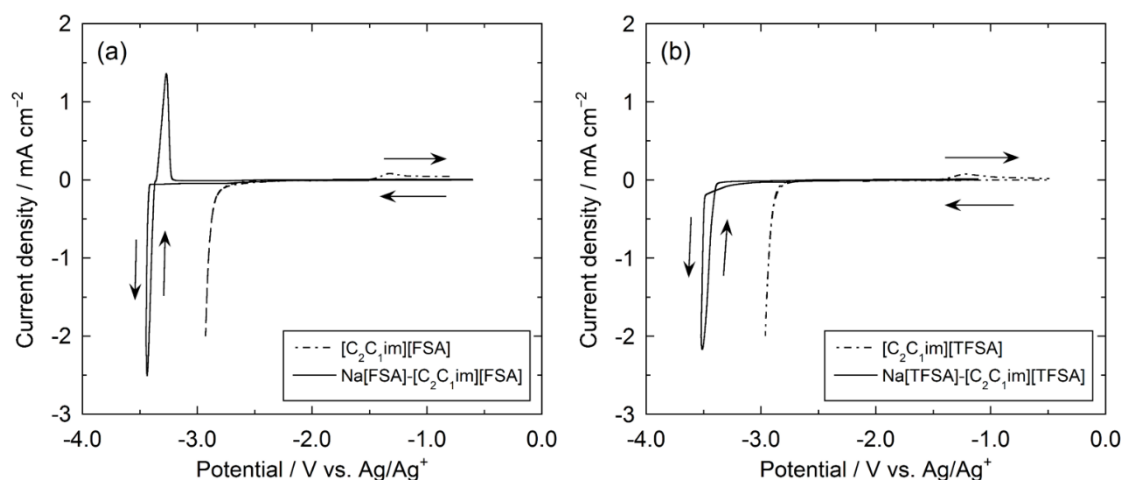 (a)
2
1
0
-1
-2
-3
Current density / mA cm⁻²
-4.0 -3.0 -2.0 -1.0 0.0
Potential / V vs. Ag/Ag⁺
[C₂C₁im][FSA]
Na[FSA]-[C₂C₁im][FSA]
(b)
2
1
0
-1
-2
-3
Current density / mA cm⁻²
-4.0 -3.0 -2.0 -1.0 0.0
Potential / V vs. Ag/Ag⁺
[C₂C₁im][TFSA]
Na[TFSA]-[C₂C₁im][TFSA]